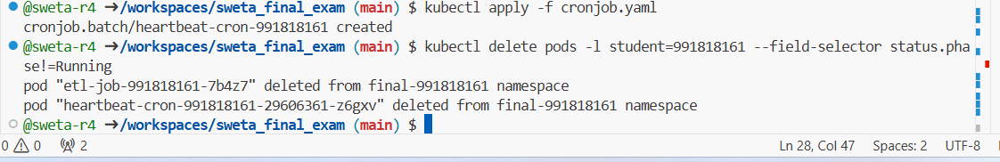 @sweta-r4 →/workspaces/sweta_final_exam (main) $ kubectl apply -f cronjob.yaml
cronjob.batch/heartbeat-cron-991818161 created
@sweta-r4 →/workspaces/sweta_final_exam (main) $ kubectl delete pods -l student=991818161 --field-selector status.pha
se!=Running
pod "etl-job-991818161-7b4z7" deleted from final-991818161 namespace
pod "heartbeat-cron-991818161-29606361-z6gxv" deleted from final-991818161 namespace
@sweta-r4 →/workspaces/sweta_final_exam (main) $
0 0 2 Ln 28, Col 47 Spaces: 2 UTF-8